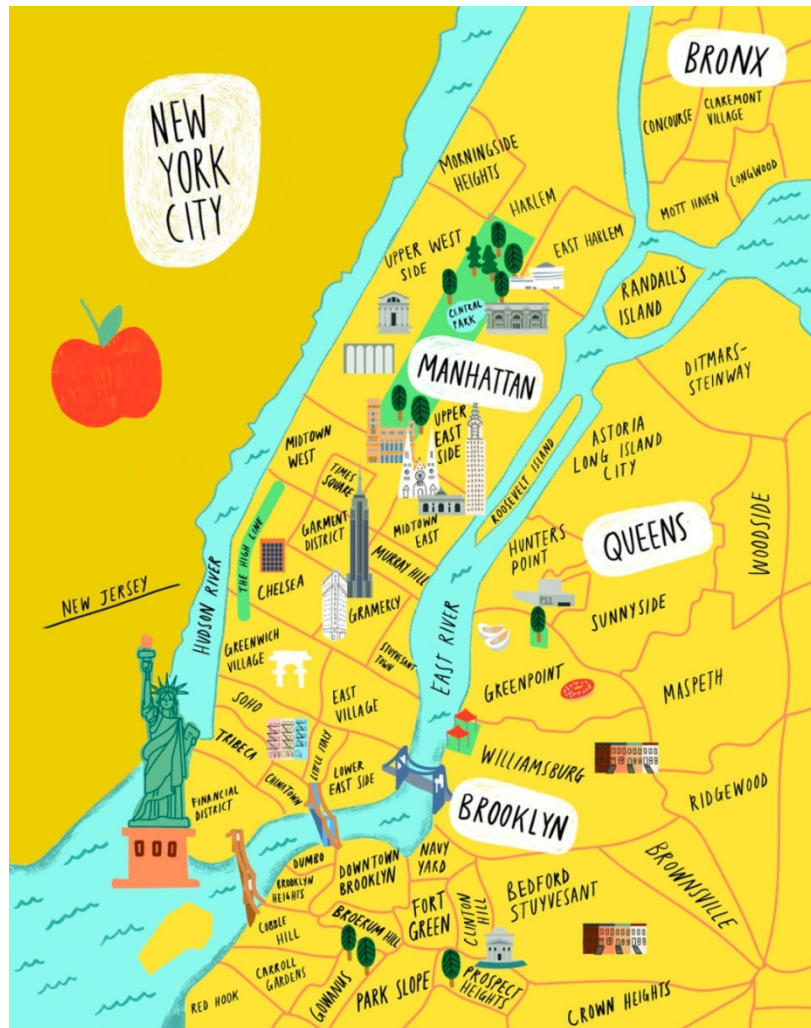 NEW
YORK
CITY
BRONX
CONCOURSE
CLAREMONT
VILLAGE
LONGWOOD
MOTT HAVEN
MORNINGSIDE
HEIGHTS
HARLEM
EAST HARLEM
UPPER WEST
SIDE
RANDALL'S
ISLAND
CENTRAL
PARK
MANHATTAN
DITMARS-
STEINWAY
UPPER
EAST
SIDE
MIDTOWN
WEST
TIMES
SQUARE
ROOSEVELT ISLAND
ASTORIA
LONG ISLAND
CITY
THE HIGH LINE
GARMENT
DISTRICT
MIDTOWN
EAST
HUNTERS
POINT
QUEENS
WOODSIDE
MURRAY HILL
CHELSEA
GRAMERCY
PS1
SUNNYSIDE
NEW JERSEY
HUDSON RIVER
GREENWICH
VILLAGE
STUYVESANT
TOWN
EAST RIVER
GREENPOINT
MASPETH
SOHO
EAST
VILLAGE
TRIBECA
LITTLE ITALY
WILLIAMSBURG
CHINATOWN
LOWER
EAST SIDE
FINANCIAL
DISTRICT
RIDGEWOOD
BROOKLYN
DUMBO
BROOKLYN
HEIGHTS
DOWNTOWN
BROOKLYN
NAVY
YARD
BROWNSVILLE
COBBLE
HILL
BROERUM HILL
FORT
GREEN
CLINTON
HILL
BEDFORD
STUYVESANT
CARROLL
GARDENS
RED HOOK
GOWANUS
PARK SLOPE
PROSPECT
HEIGHTS
CROWN HEIGHTS